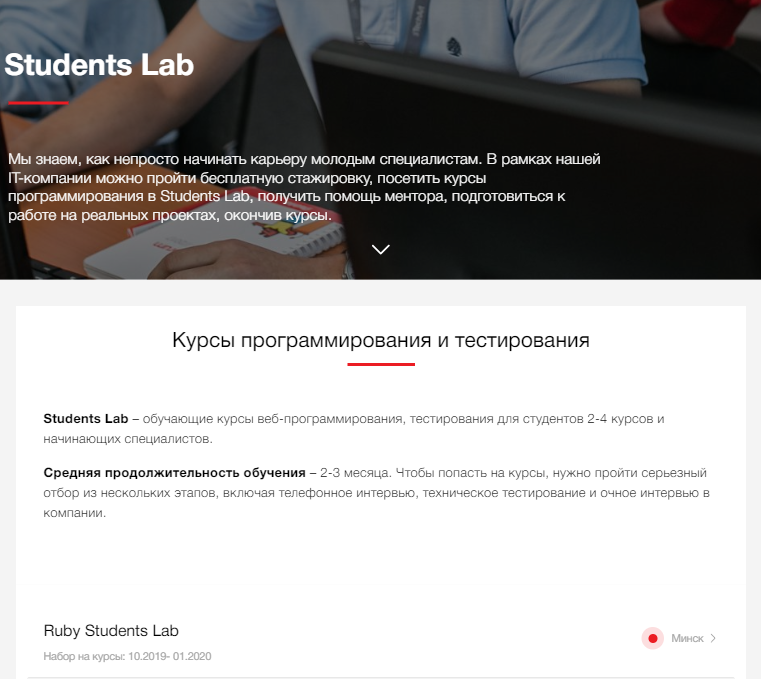 Students Lab
Мы знаем, как непросто начинать карьеру молодым специалистам. В рамках нашей
IT-компании можно пройти бесплатную стажировку, посетить курсы
программирования в Students Lab, получить помощь ментора, подготовиться к
работе на реальных проектах, окончив курсы.
Курсы программирования и тестирования
Students Lab – обучающие курсы веб-программирования, тестирования для студентов 2-4 курсов и
начинающих специалистов.
Средняя продолжительность обучения – 2-3 месяца. Чтобы попасть на курсы, нужно пройти серьезный
отбор из нескольких этапов, включая телефонное интервью, техническое тестирование и очное интервью в
компании.
Ruby Students Lab
Минск
Набор на курсы: 10.2019- 01.2020